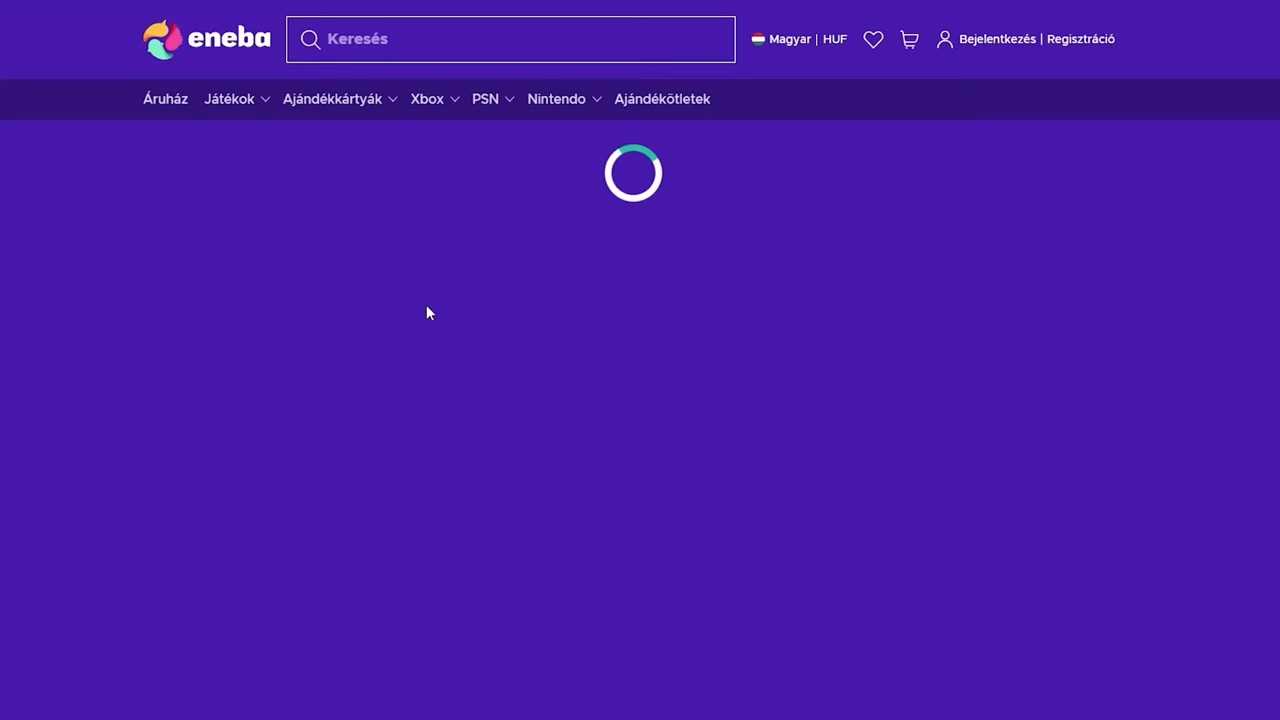 eneba
Keresés
Magyar | HUF
Bejelentkezés | Regisztráció
Áruház
Játékok
Ajándékkártyák
Xbox
PSN
Nintendo
Ajándékötletek